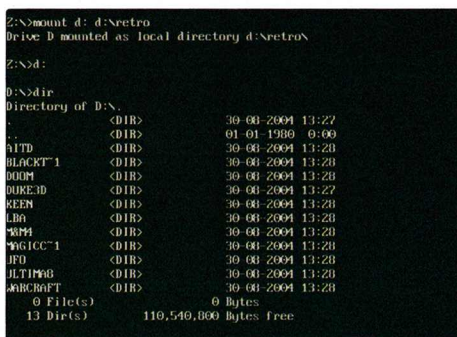 Z:\>mount d: d:\retro
Drive D mounted as local directory d:\retro\
Z:\>d:
D:\>dir
Directory of D:\.
. <DIR> 30-08-2004 13:27
.. <DIR> 01-01-1980 0:00
AITD <DIR> 30-08-2004 13:28
BLACKT~1 <DIR> 30-08-2004 13:28
DOOM <DIR> 30-08-2004 13:28
DUKE3D <DIR> 30-08-2004 13:27
KEEN <DIR> 30-08-2004 13:28
LBA <DIR> 30-08-2004 13:28
M&M4 <DIR> 30-08-2004 13:28
MAGICC~1 <DIR> 30-08-2004 13:28
UFO <DIR> 30-08-2004 13:28
ULTIMA8 <DIR> 30-08-2004 13:28
WARCRAFT <DIR> 30-08-2004 13:28
0 File(s) 0 Bytes
13 Dir(s) 110,540,800 Bytes free